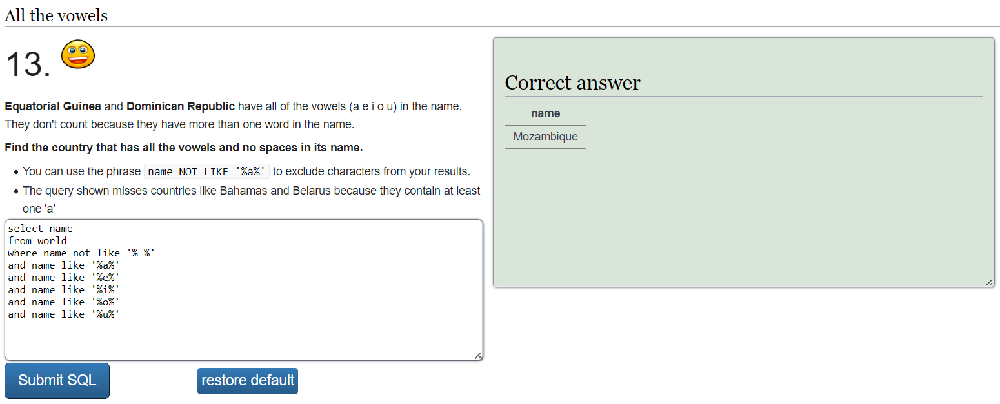 All the vowels
13.
Equatorial Guinea and Dominican Republic have all of the vowels (a e i o u) in the name.
They don't count because they have more than one word in the name.
Find the country that has all the vowels and no spaces in its name.
• You can use the phrase name NOT LIKE '%a%' to exclude characters from your results.
• The query shown misses countries like Bahamas and Belarus because they contain at least
one 'a'
select name
from world
where name not like '% %'
and name like '%a%'
and name like '%e%'
and name like '%i%'
and name like '%o%'
and name like '%u%'
Submit SQL
restore default
Correct answer
name
Mozambique